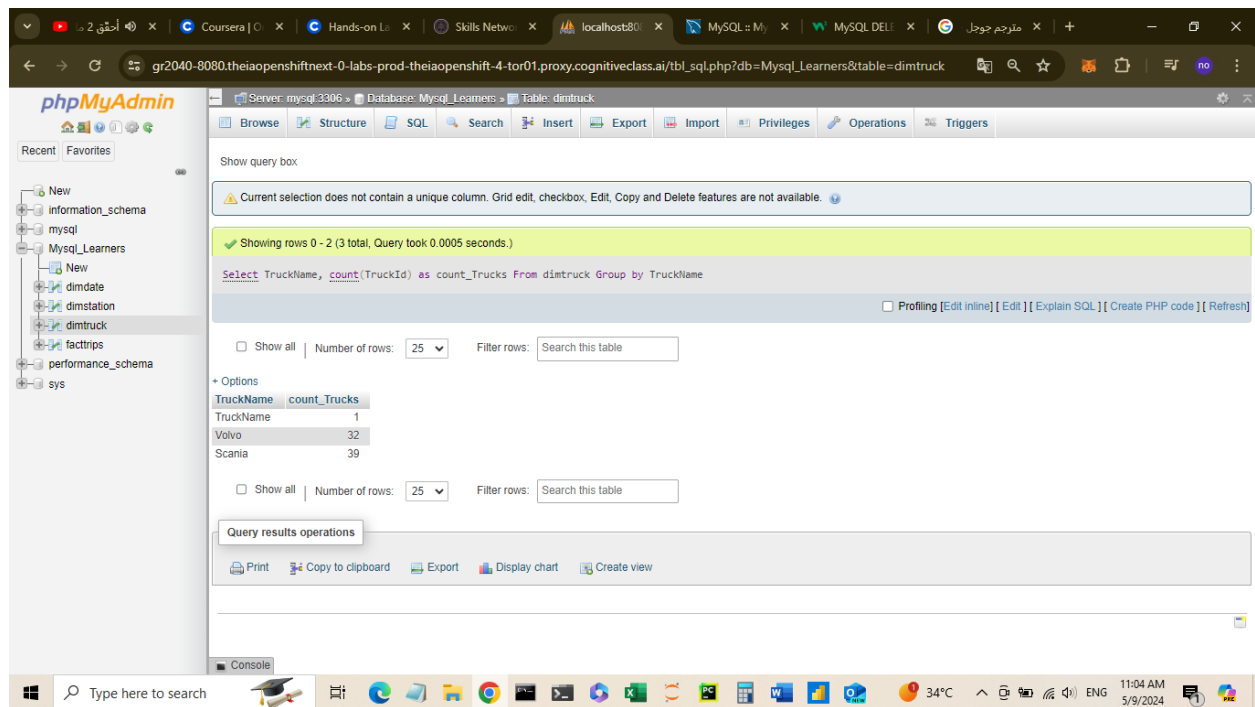 أحقّق 2 ما
Coursera | O
Hands-on La
Skills Netwo
localhost:80
MySQL :: My
MySQL DELE
مترجم جوجل
gr2040-8080.theiaopenshiftnext-0-labs-prod-theiaopenshift-4-tor01.proxy.cognitiveclass.ai/tbl_sql.php?db=Mysql_Learners&table=dimtruck
no
phpMyAdmin
Recent Favorites
New
information_schema
mysql
Mysql_Learners
New
dimdate
dimstation
dimtruck
facttrips
performance_schema
sys
Server: mysql:3306 » Database: Mysql_Learners » Table: dimtruck
Browse Structure SQL Search Insert Export Import Privileges Operations Triggers
Show query box
Current selection does not contain a unique column. Grid edit, checkbox, Edit, Copy and Delete features are not available.
Showing rows 0 - 2 (3 total, Query took 0.0005 seconds.)
Select TruckName, count(TruckId) as count_Trucks From dimtruck Group by TruckName
Profiling [Edit inline] [ Edit ] [ Explain SQL ] [ Create PHP code ] [ Refresh]
Show all | Number of rows: 25 Filter rows: Search this table
+ Options
TruckName count_Trucks
TruckName 1
Volvo 32
Scania 39
Show all | Number of rows: 25 Filter rows: Search this table
Query results operations
Print Copy to clipboard Export Display chart Create view
Console
Type here to search
34°C
ENG
11:04 AM
5/9/2024